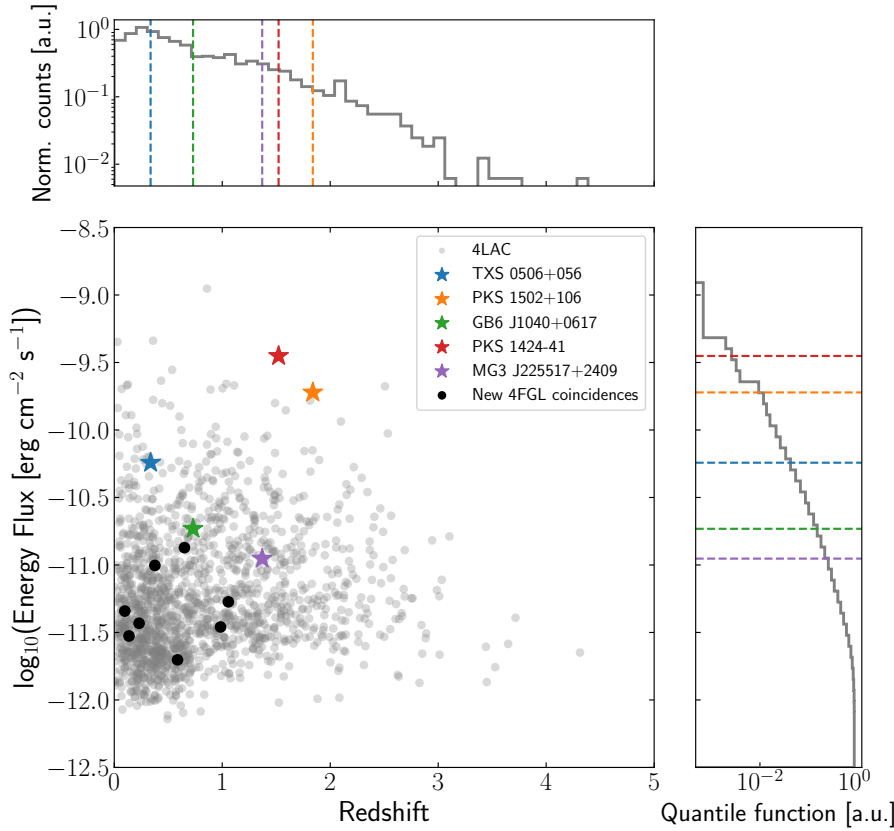 Norm. counts [a.u.]
10⁰
10⁻¹
10⁻²
log₁₀(Energy Flux [erg cm⁻² s⁻¹])
−8.5
−9.0
−9.5
−10.0
−10.5
−11.0
−11.5
−12.0
−12.5
4LAC
TXS 0506+056
PKS 1502+106
GB6 J1040+0617
PKS 1424-41
MG3 J225517+2409
New 4FGL coincidences
0 1 2 3 4 5
Redshift
10⁻² 10⁰
Quantile function [a.u.]